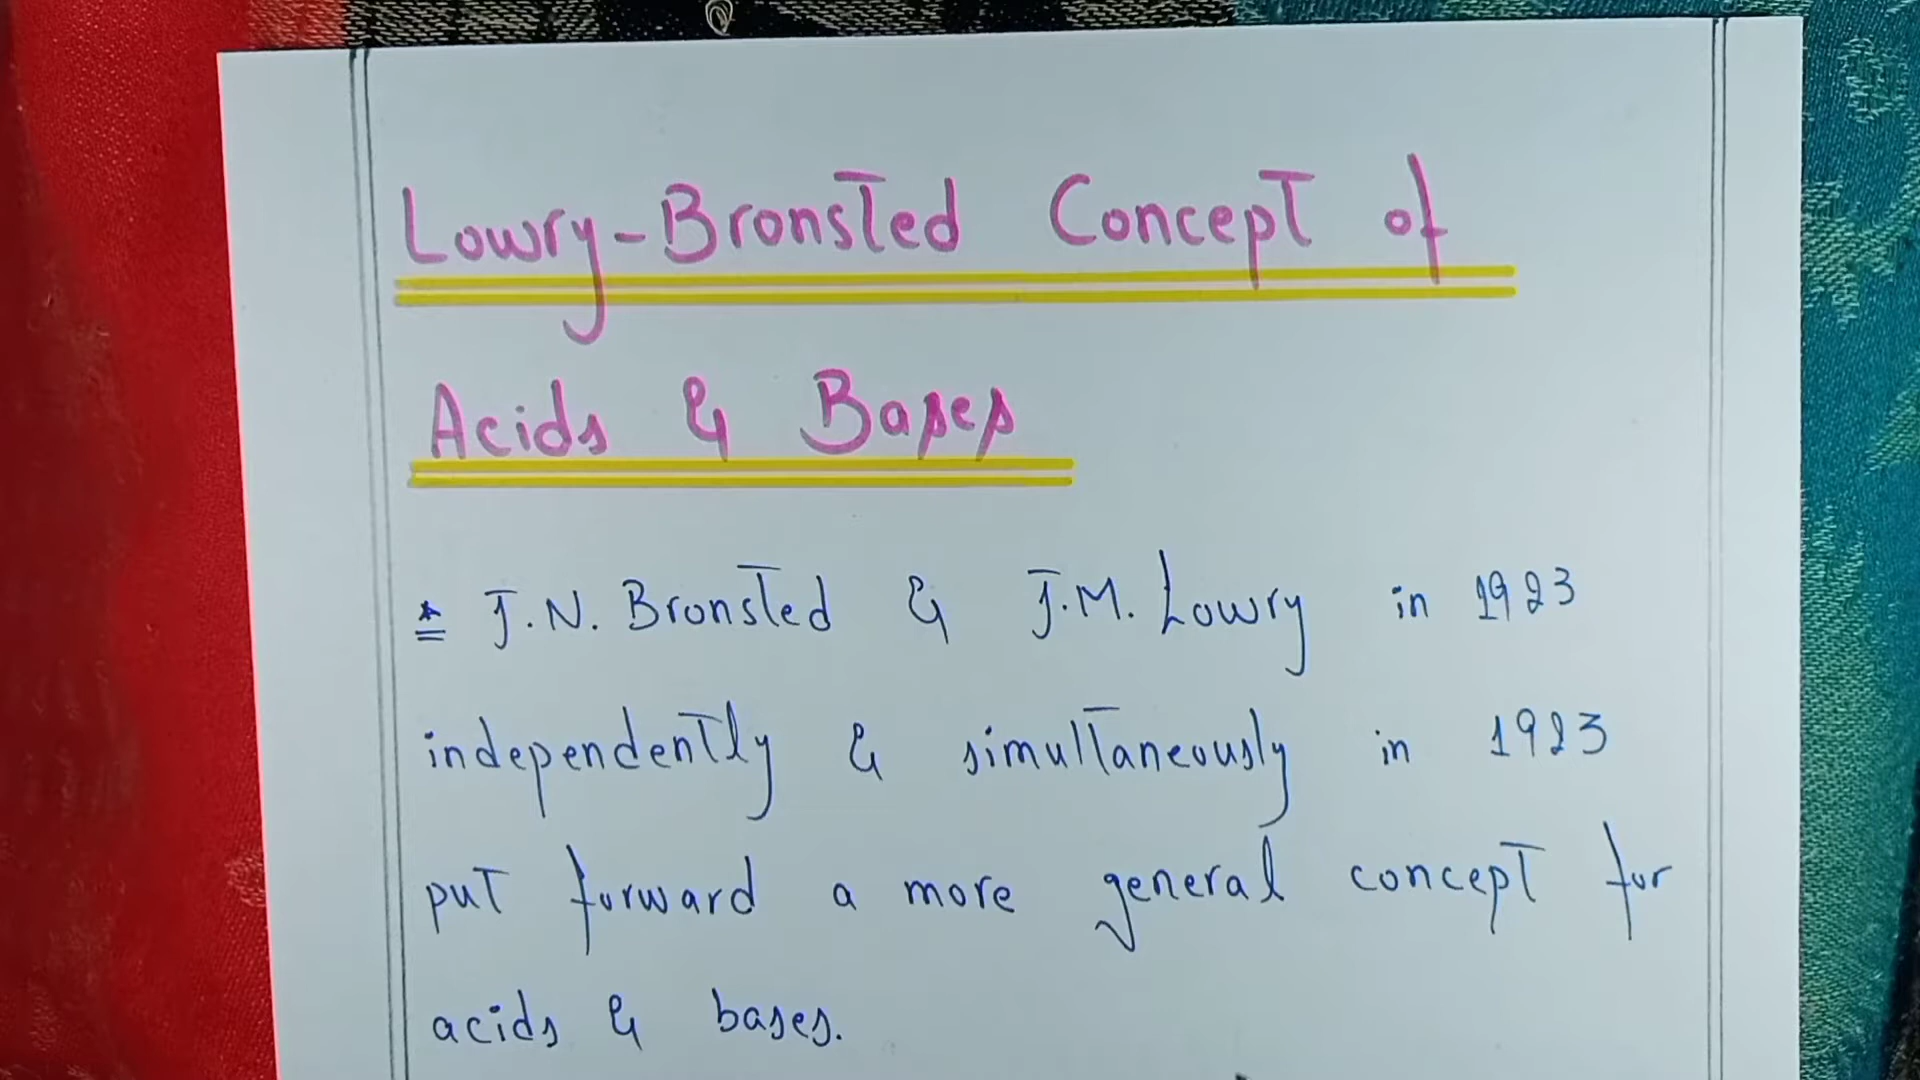 Lowry-Bronsted Concept of
Acids & Bases
* J.N. Bronsted & J.M. Lowry in 1923
independently & simultaneously in 1923
put forward a more general concept for
acids & bases.